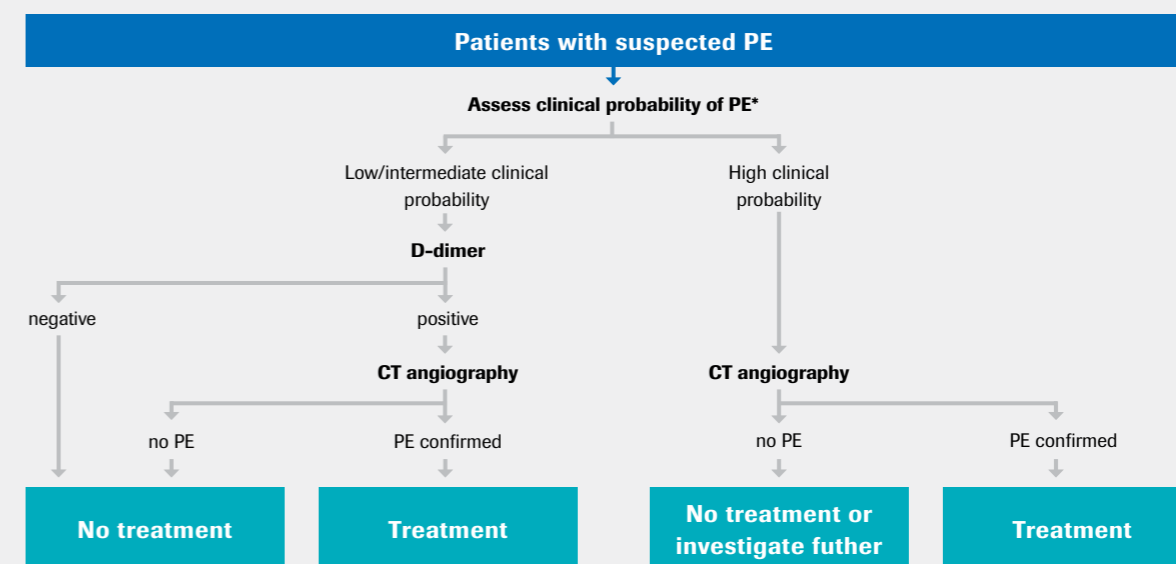 Patients with suspected PE
Assess clinical probability of PE*
Low/intermediate clinical
probability
High clinical
probability
D-dimer
negative
positive
CT angiography
CT angiography
no PE
PE confirmed
no PE
PE confirmed
No treatment
Treatment
No treatment or
investigate futher
Treatment